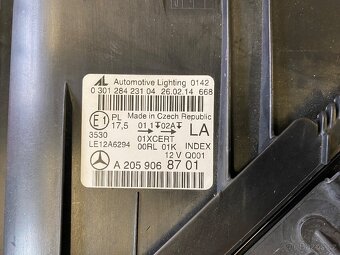 AL Automotive Lighting 0142
0 301 284 231 04 26.02.14 668
Made in Czech Republic
E1 PL 01 1 02A LA
17,5
3530 01XCERT
LE12A6294 00RL 01K INDEX
12 V Q001
A 205 906 87 01